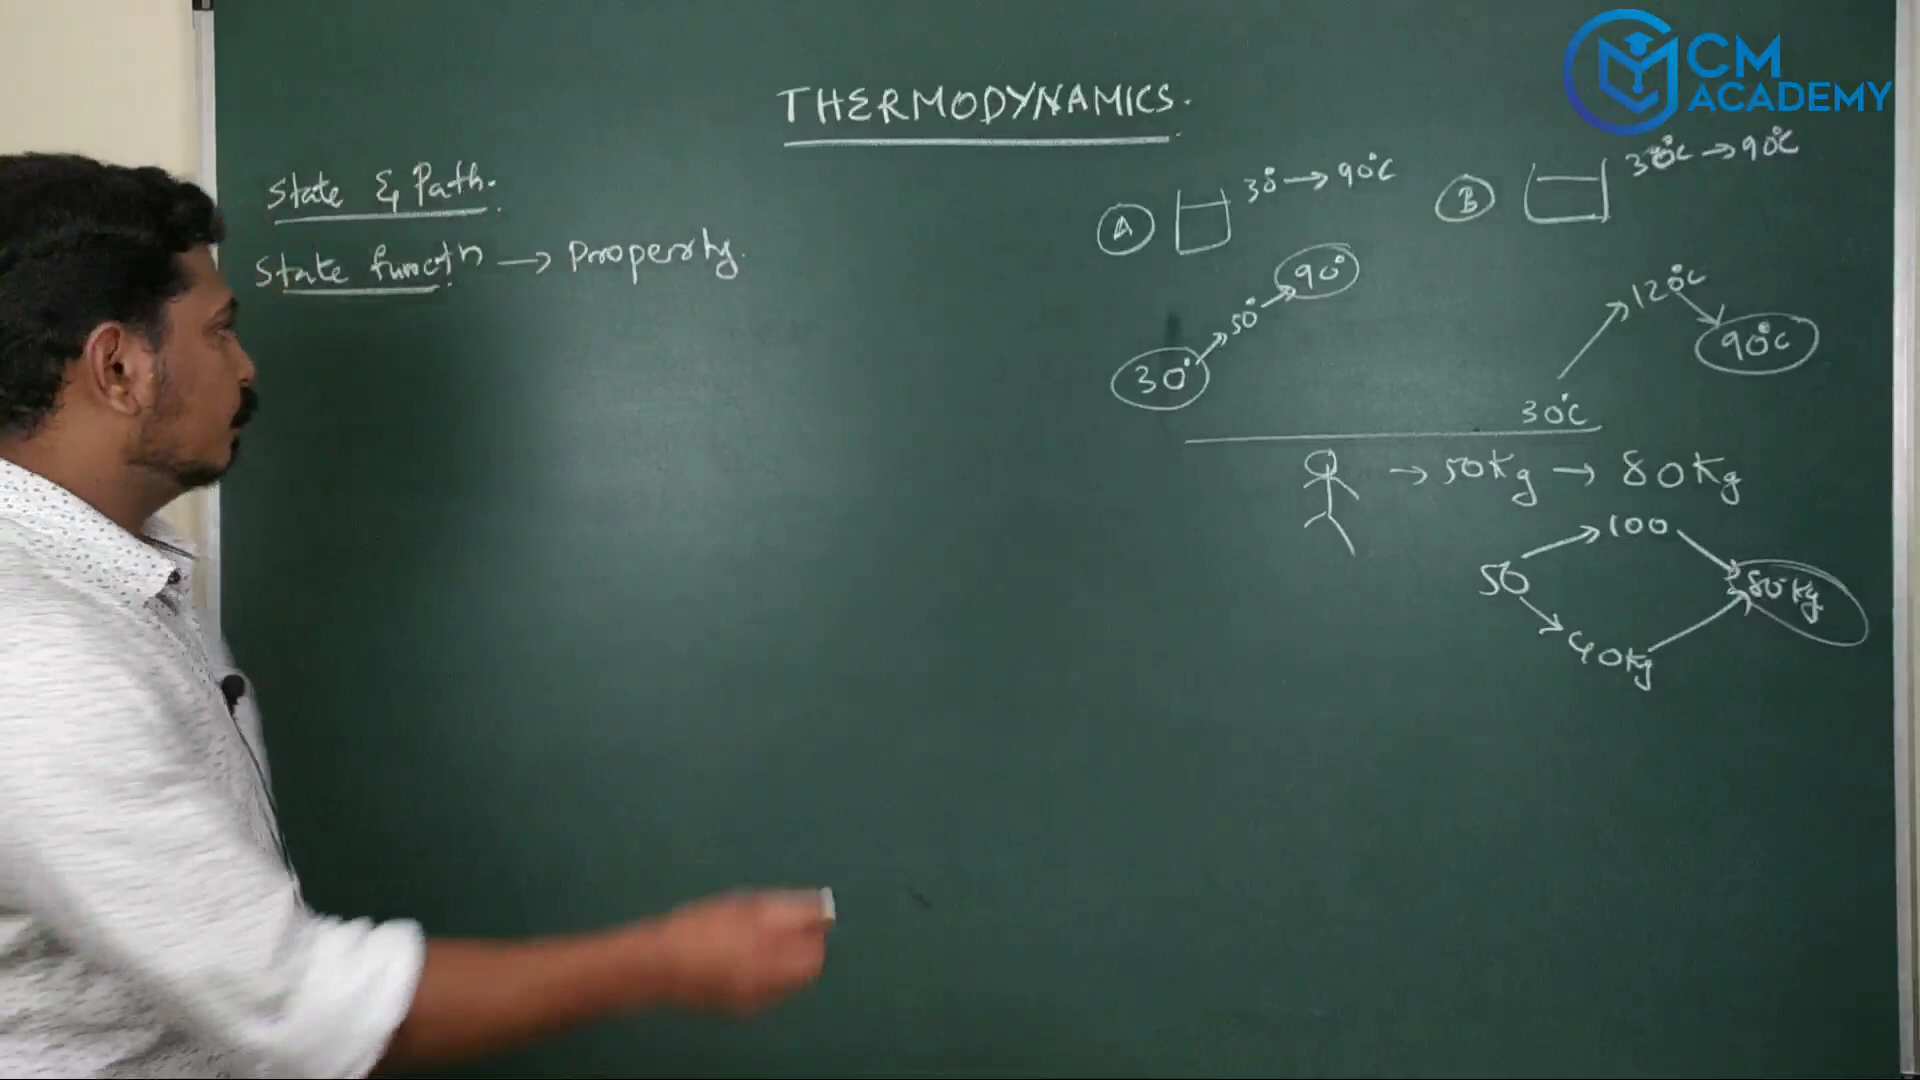 CM
ACADEMY
THERMODYNAMICS.
State & Path.
State functn → Property.
A 30° → 90°C
B 30°C → 90°C
30° → 50° → 90°
30°C → 120°C → 90°C
→ 50Kg → 80Kg
50 → 100 → 80Kg
→ 40Kg